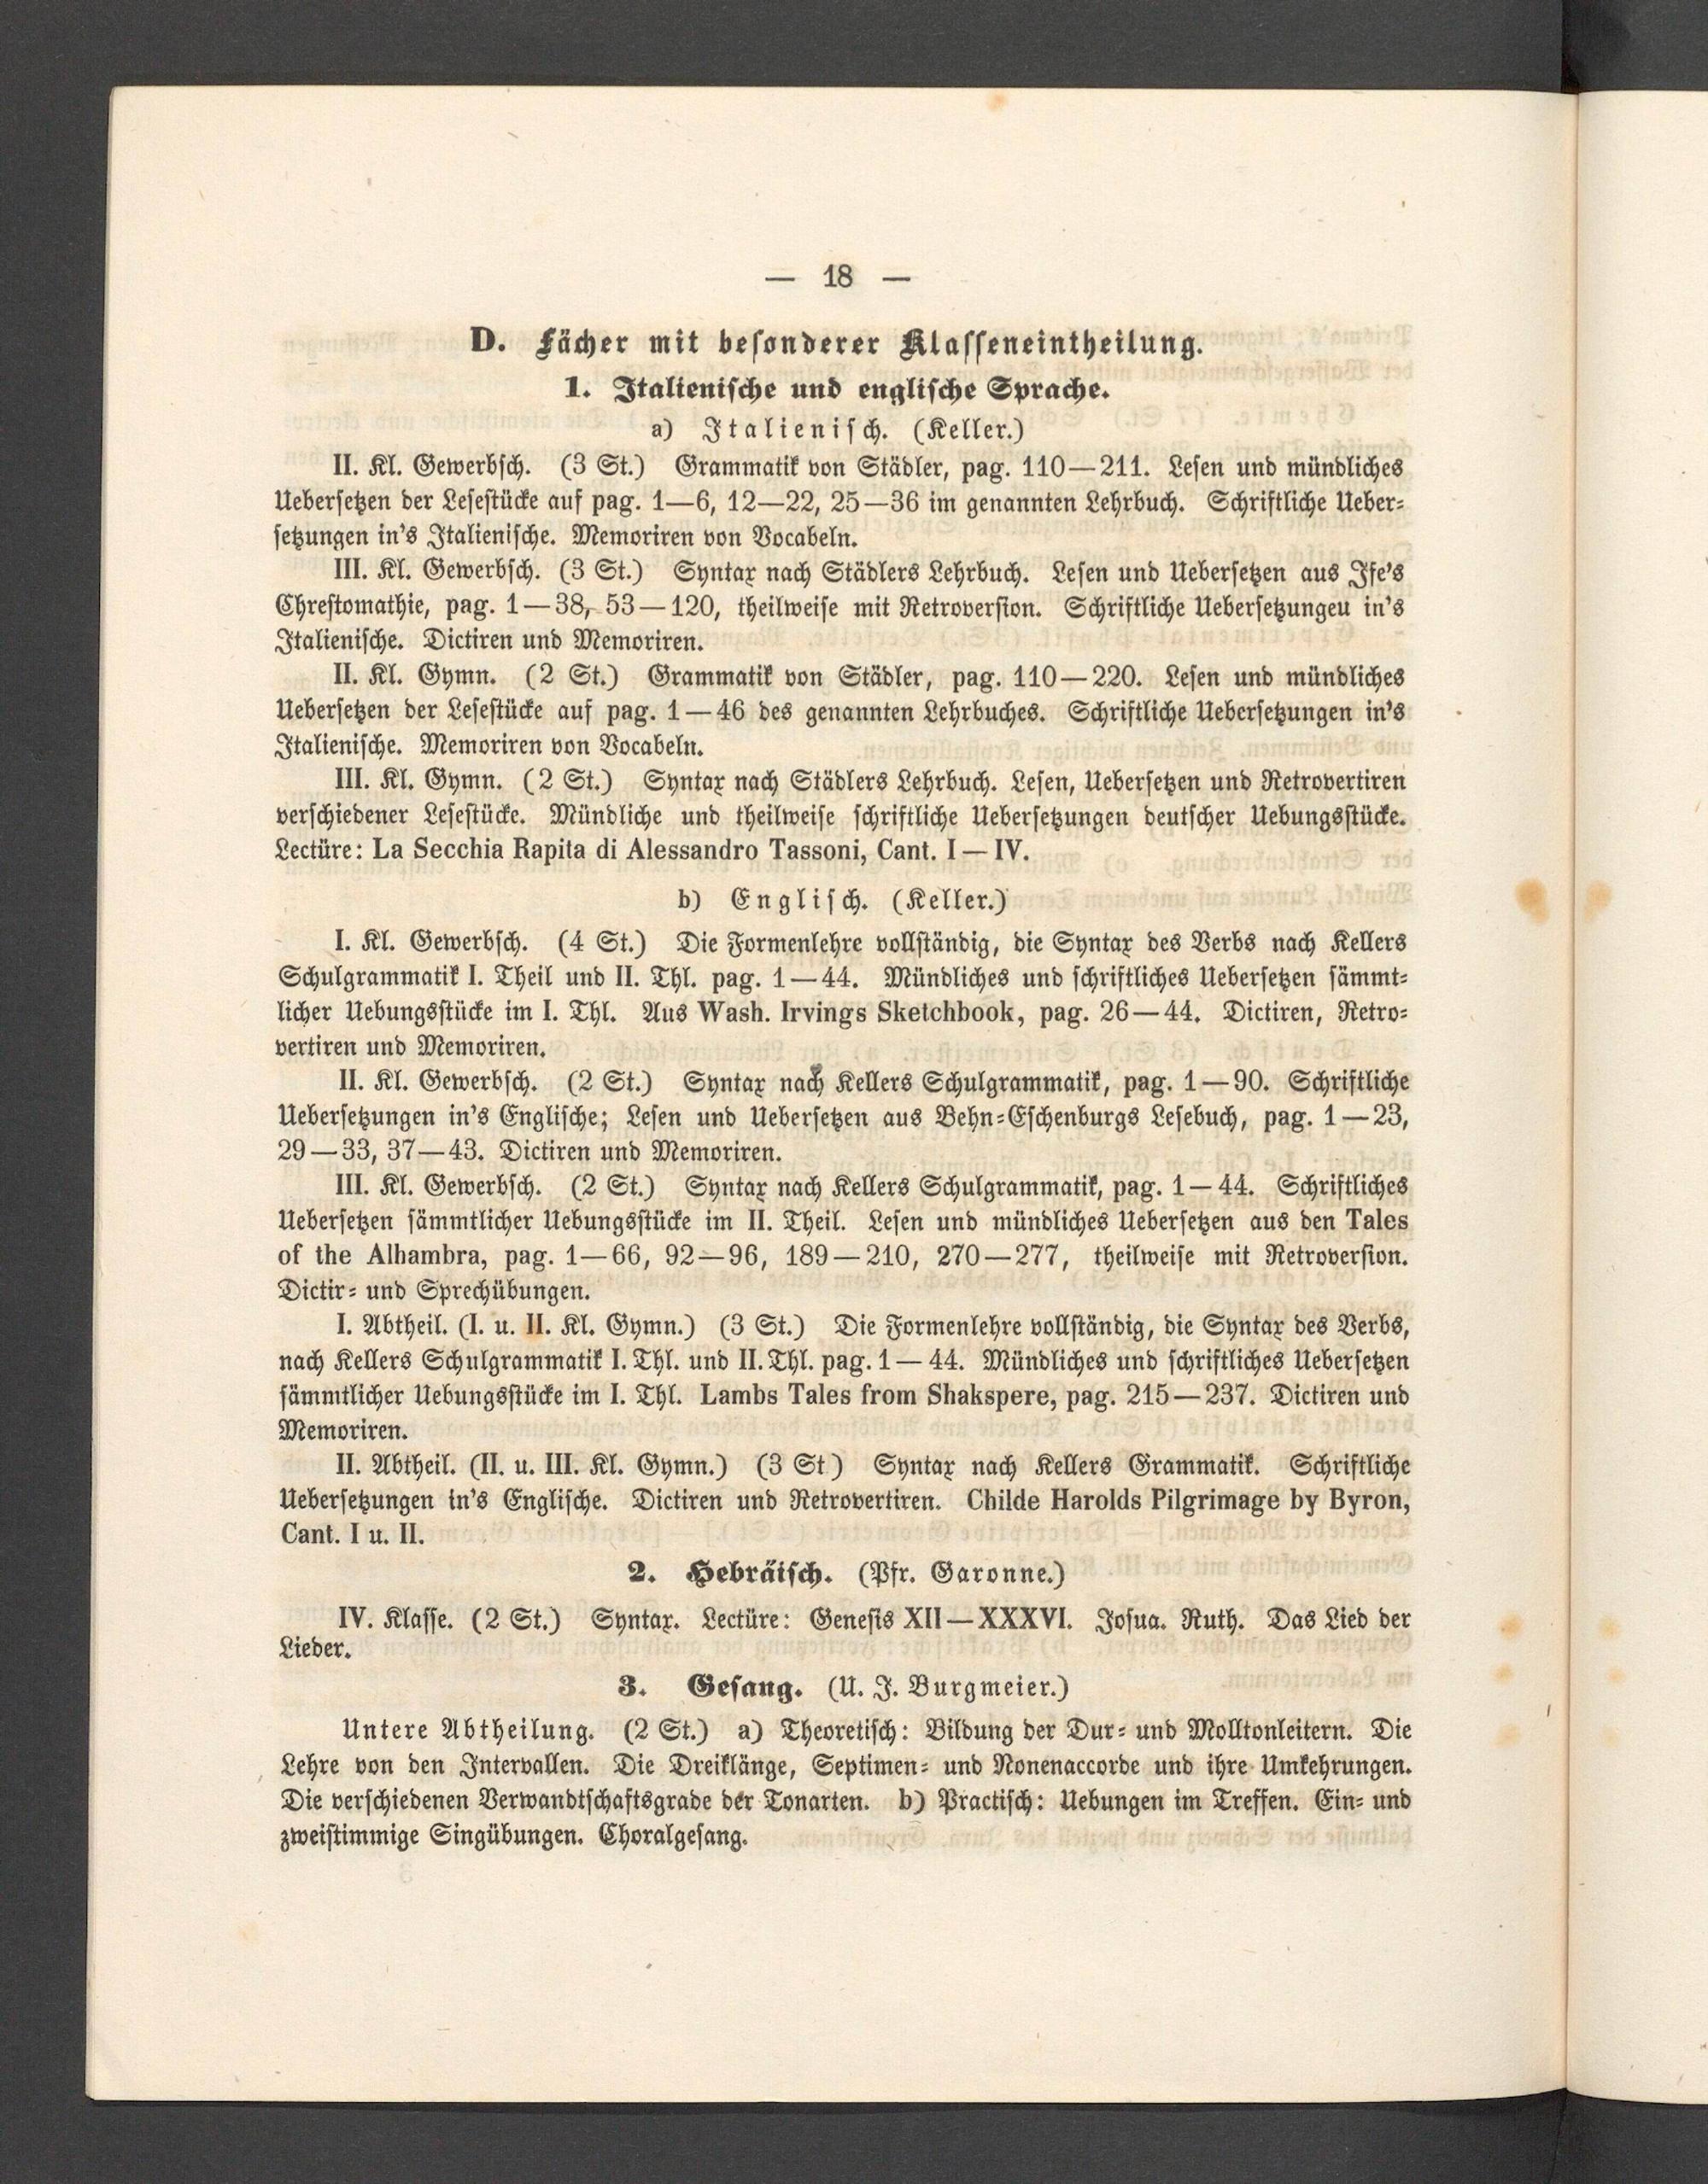 — 18 —
D. Fächer mit besonderer Klasseneintheilung.
1. Italienische und englische Sprache.
a) Italienisch. (Keller.)
II. Kl. Gewerbsch. (3 St.) Grammatik von Städler, pag. 110—211. Lesen und mündliches
Uebersetzen der Lesestücke auf pag. 1—6, 12—22, 25—36 im genannten Lehrbuch. Schriftliche Ueber-
setzungen in's Italienische. Memoriren von Vocabeln.
III. Kl. Gewerbsch. (3 St.) Syntax nach Städlers Lehrbuch. Lesen und Uebersetzen aus Ife's
Chrestomathie, pag. 1—38, 53—120, theilweise mit Retroversion. Schriftliche Uebersetzungeu in's
Italienische. Dictiren und Memoriren.
II. Kl. Gymn. (2 St.) Grammatik von Städler, pag. 110—220. Lesen und mündliches
Uebersetzen der Lesestücke auf pag. 1—46 des genannten Lehrbuches. Schriftliche Uebersetzungen in's
Italienische. Memoriren von Vocabeln.
III. Kl. Gymn. (2 St.) Syntax nach Städlers Lehrbuch. Lesen, Uebersetzen und Retrovertiren
verschiedener Lesestücke. Mündliche und theilweise schriftliche Uebersetzungen deutscher Uebungsstücke.
Lectüre: La Secchia Rapita di Alessandro Tassoni, Cant. I—IV.
b) Englisch. (Keller.)
I. Kl. Gewerbsch. (4 St.) Die Formenlehre vollständig, die Syntax des Verbs nach Kellers
Schulgrammatik I. Theil und II. Thl. pag. 1—44. Mündliches und schriftliches Uebersetzen sämmt-
licher Uebungsstücke im I. Thl. Aus Wash. Irvings Sketchbook, pag. 26—44. Dictiren, Retro-
vertiren und Memoriren.
II. Kl. Gewerbsch. (2 St.) Syntax nach Kellers Schulgrammatik, pag. 1—90. Schriftliche
Uebersetzungen in's Englische; Lesen und Uebersetzen aus Behn-Eschenburgs Lesebuch, pag. 1—23,
29—33, 37—43. Dictiren und Memoriren.
III. Kl. Gewerbsch. (2 St.) Syntax nach Kellers Schulgrammatik, pag. 1—44. Schriftliches
Uebersetzen sämmtlicher Uebungsstücke im II. Theil. Lesen und mündliches Uebersetzen aus den Tales
of the Alhambra, pag. 1—66, 92—96, 189—210, 270—277, theilweise mit Retroversion.
Dictir- und Sprechübungen.
I. Abtheil. (I. u. II. Kl. Gymn.) (3 St.) Die Formenlehre vollständig, die Syntax des Verbs,
nach Kellers Schulgrammatik I. Thl. und II. Thl. pag. 1—44. Mündliches und schriftliches Uebersetzen
sämmtlicher Uebungsstücke im I. Thl. Lambs Tales from Shakspere, pag. 215—237. Dictiren und
Memoriren.
II. Abtheil. (II. u. III. Kl. Gymn.) (3 St) Syntax nach Kellers Grammatik. Schriftliche
Uebersetzungen in's Englische. Dictiren und Retrovertiren. Childe Harolds Pilgrimage by Byron,
Cant. I u. II.
2. Hebräisch. (Pfr. Garonne.)
IV. Klasse. (2 St.) Syntax. Lectüre: Genesis XII—XXXVI. Josua. Ruth. Das Lied der
Lieder.
3. Gesang. (U. J. Burgmeier.)
Untere Abtheilung. (2 St.) a) Theoretisch: Bildung der Dur- und Molltonleitern. Die
Lehre von den Intervallen. Die Dreiklänge, Septimen- und Nonenaccorde und ihre Umkehrungen.
Die verschiedenen Verwandtschaftsgrade der Tonarten. b) Practisch: Uebungen im Treffen. Ein- und
zweistimmige Singübungen. Choralgesang.